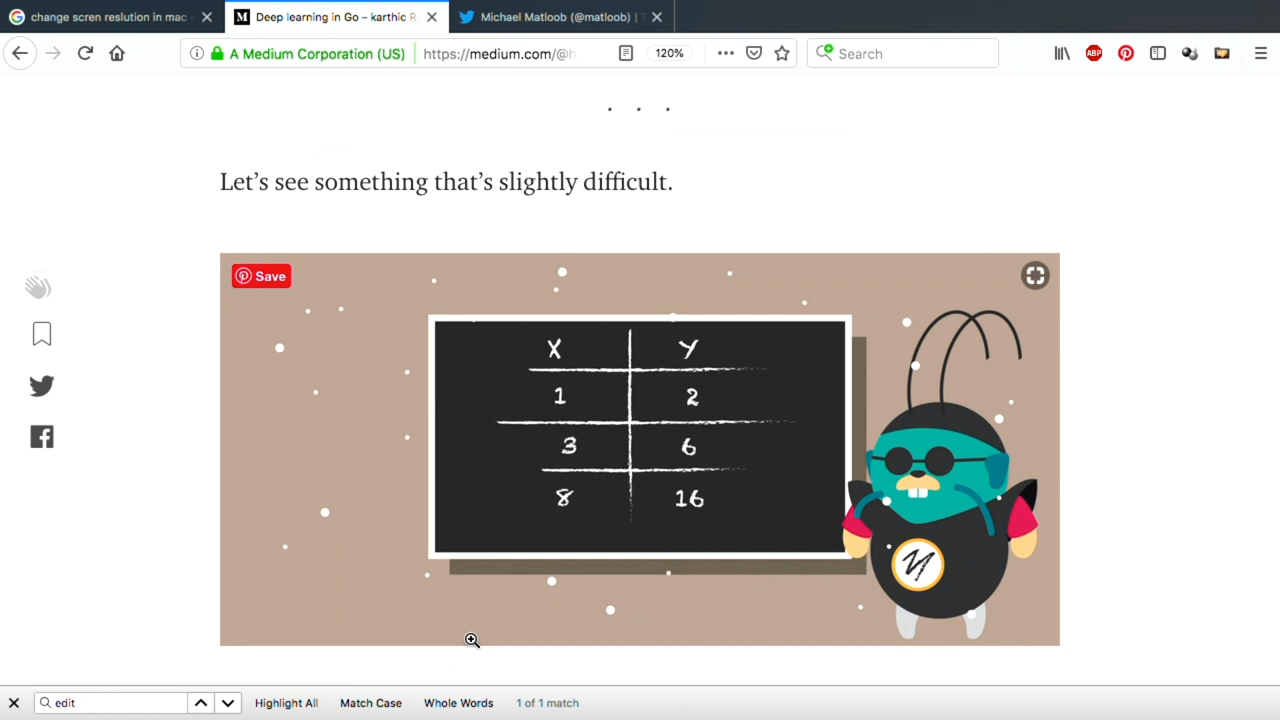 change scren reslution in mac -
Deep learning in Go – karthic R
Michael Matloob (@matloob) |
A Medium Corporation (US)
https://medium.com/@h
120%
Search
ABP
. . .
Let's see something that's slightly difficult.
Save
X Y
1 2
3 6
8 16
M
edit
Highlight All
Match Case
Whole Words
1 of 1 match